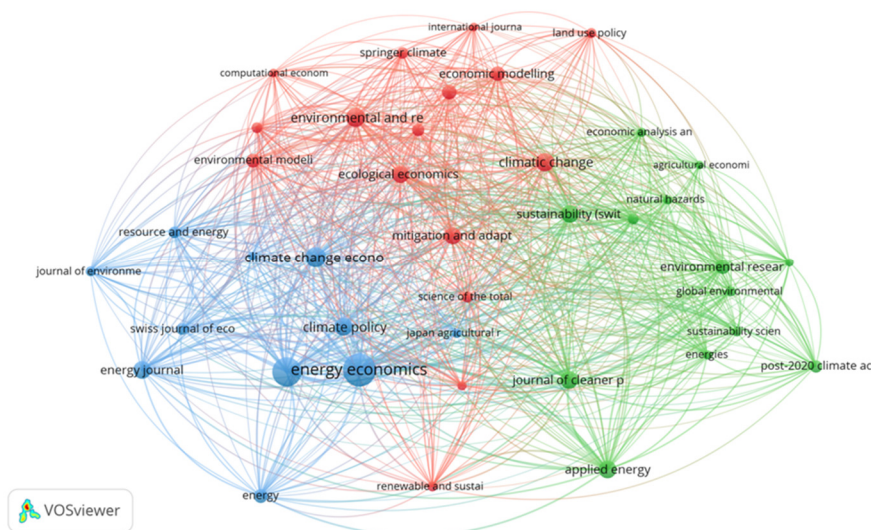 international journa
land use policy
springer climate
computational econom
economic modelling
environmental and re
economic analysis an
environmental modeli
climatic change
agricultural economi
ecological economics
natural hazards
sustainability (swit
resource and energy
mitigation and adapt
climate change econo
journal of environme
environmental resear
global environmental
science of the total
swiss journal of eco
climate policy
japan agricultural r
sustainability scien
energies
energy journal
energy economics
journal of cleaner p
post-2020 climate ac
applied energy
energy
renewable and sustai
VOSviewer